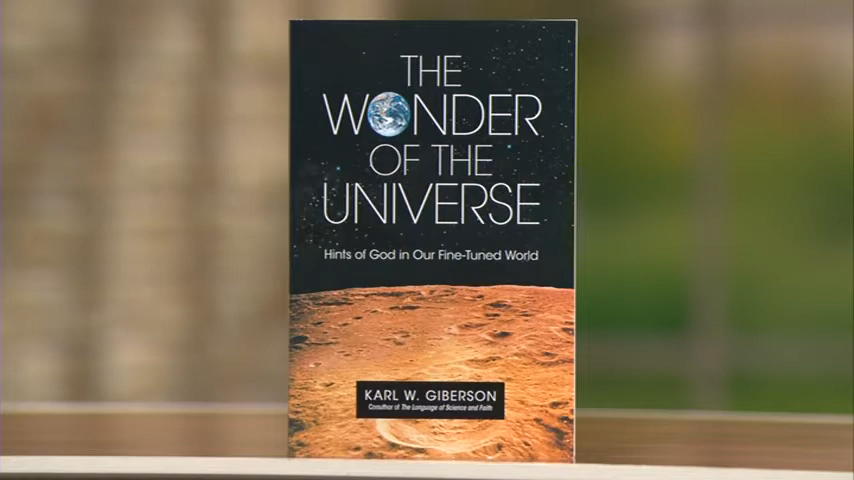 THE
WONDER
OF THE
UNIVERSE
Hints of God in Our Fine-Tuned World
KARL W. GIBERSON
Coauthor of The Language of Science and Faith